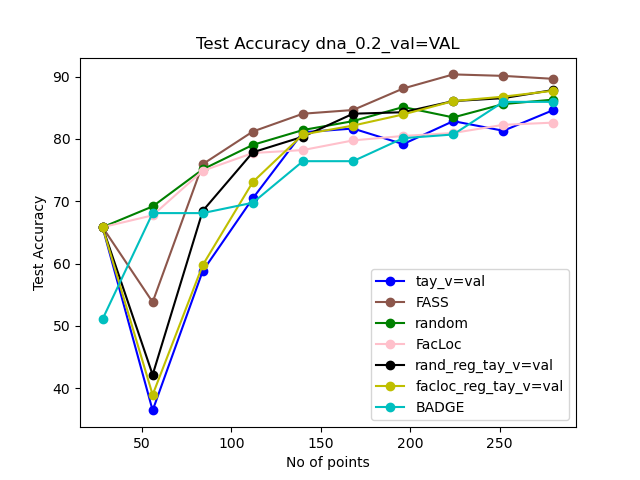 Test Accuracy dna_0.2_val=VAL
Test Accuracy
90
80
70
60
50
40
tay_v=val
FASS
random
FacLoc
rand_reg_tay_v=val
facloc_reg_tay_v=val
BADGE
50
100
150
200
250
No of points